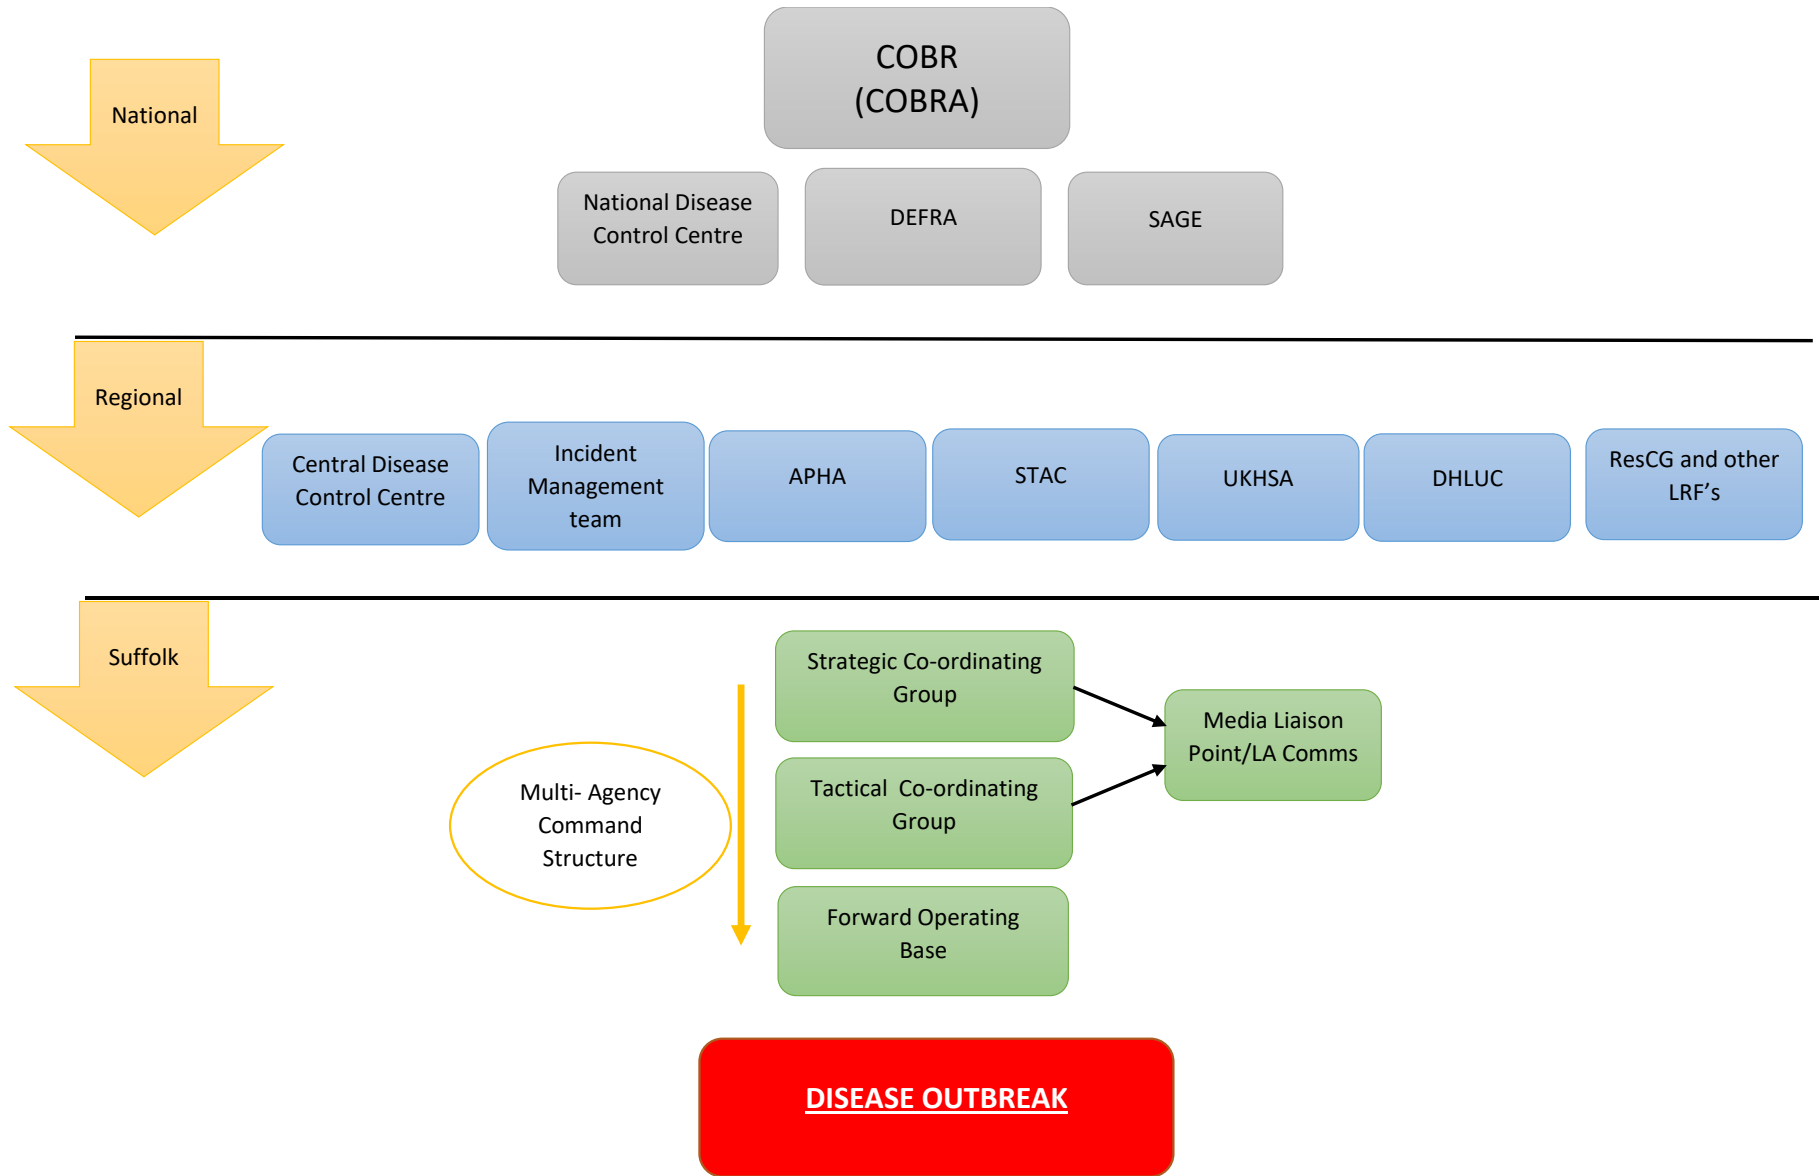 COBR
(COBRA)
National
National Disease
Control Centre
DEFRA
SAGE
Regional
Central Disease
Control Centre
Incident
Management
team
APHA
STAC
UKHSA
DHLUC
ResCG and other
LRF’s
Suffolk
Strategic Co-ordinating
Group
Media Liaison
Point/LA Comms
Multi- Agency
Command
Structure
Tactical  Co-ordinating
Group
Forward Operating
Base
DISEASE OUTBREAK